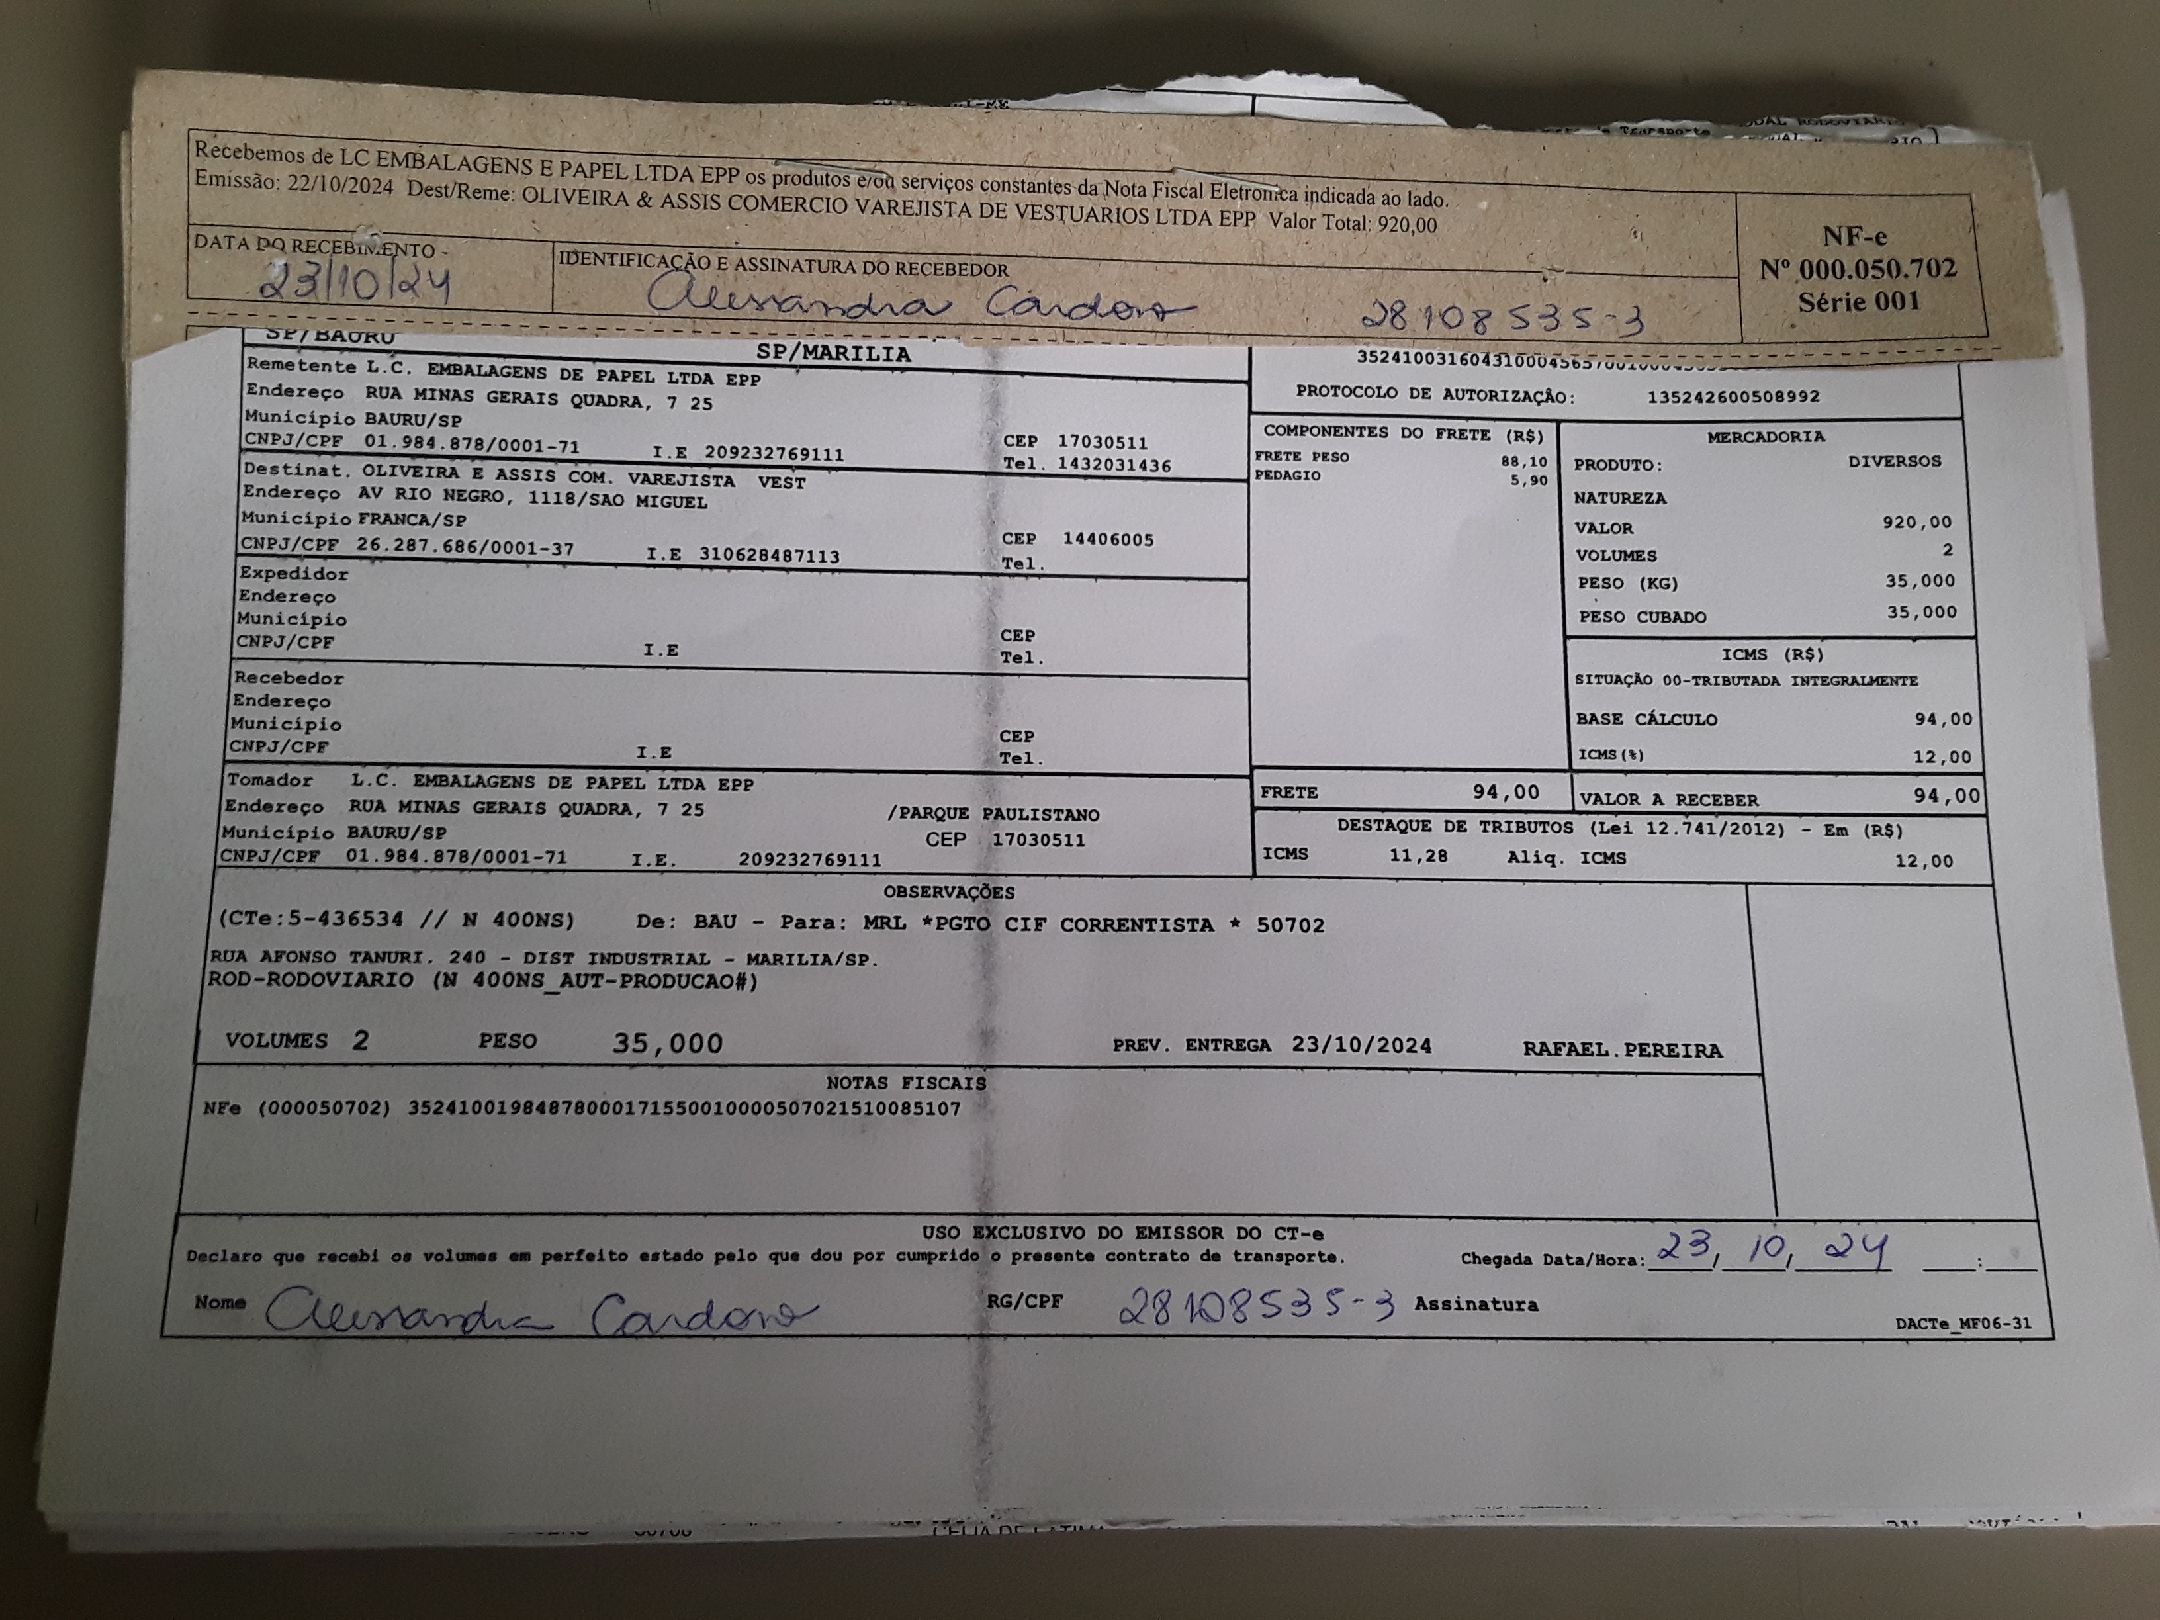 Recebemos de LC EMBALAGENS E PAPEL LTDA EPP os produtos e/ou serviços constantes da Nota Fiscal Eletronica indicada ao lado.
Emissão: 22/10/2024 Dest/Reme: OLIVEIRA & ASSIS COMERCIO VAREJISTA DE VESTUARIOS LTDA EPP Valor Total: 920,00
NF-e
Nº 000.050.702
Série 001
DATA DO RECEBIMENTO -
23/10/24
IDENTIFICAÇÃO E ASSINATURA DO RECEBEDOR
Alessandra Cardoso 28108535-3
SP/BAURU SP/MARILIA
Remetente L.C. EMBALAGENS DE PAPEL LTDA EPP
Endereço RUA MINAS GERAIS QUADRA, 7 25
Município BAURU/SP
CNPJ/CPF 01.984.878/0001-71 I.E 209232769111
CEP 17030511
Tel. 1432031436
Destinat. OLIVEIRA E ASSIS COM. VAREJISTA VEST
Endereço AV RIO NEGRO, 1118/SAO MIGUEL
Município FRANCA/SP
CNPJ/CPF 26.287.686/0001-37 I.E 310628487113
CEP 14406005
Tel.
Expedidor
Endereço
Município
CNPJ/CPF I.E
CEP
Tel.
Recebedor
Endereço
Município
CNPJ/CPF I.E
CEP
Tel.
Tomador L.C. EMBALAGENS DE PAPEL LTDA EPP
Endereço RUA MINAS GERAIS QUADRA, 7 25 /PARQUE PAULISTANO
Município BAURU/SP CEP 17030511
CNPJ/CPF 01.984.878/0001-71 I.E. 209232769111
PROTOCOLO DE AUTORIZAÇÃO: 135242600508992
COMPONENTES DO FRETE (R$)
FRETE PESO 88,10
PEDAGIO 5,90
MERCADORIA
PRODUTO: DIVERSOS
NATUREZA
VALOR 920,00
VOLUMES 2
PESO (KG) 35,000
PESO CUBADO 35,000
ICMS (R$)
SITUAÇÃO 00-TRIBUTADA INTEGRALMENTE
BASE CÁLCULO 94,00
ICMS(%) 12,00
FRETE 94,00
VALOR A RECEBER 94,00
DESTAQUE DE TRIBUTOS (Lei 12.741/2012) - Em (R$)
ICMS 11,28 Aliq. ICMS 12,00
OBSERVAÇÕES
(CTe:5-436534 // N 400NS) De: BAU - Para: MRL *PGTO CIF CORRENTISTA * 50702
RUA AFONSO TANURI. 240 - DIST INDUSTRIAL - MARILIA/SP.
ROD-RODOVIARIO (N 400NS_AUT-PRODUCAO#)
VOLUMES 2 PESO 35,000 PREV. ENTREGA 23/10/2024 RAFAEL.PEREIRA
NOTAS FISCAIS
NFe (000050702) 35241001984878000171550010000507021510085107
USO EXCLUSIVO DO EMISSOR DO CT-e
Declaro que recebi os volumes em perfeito estado pelo que dou por cumprido o presente contrato de transporte. Chegada Data/Hora: 23, 10, 24 :
Nome Alessandra Cardoso RG/CPF 28108535-3 Assinatura
DACTe_MF06-31